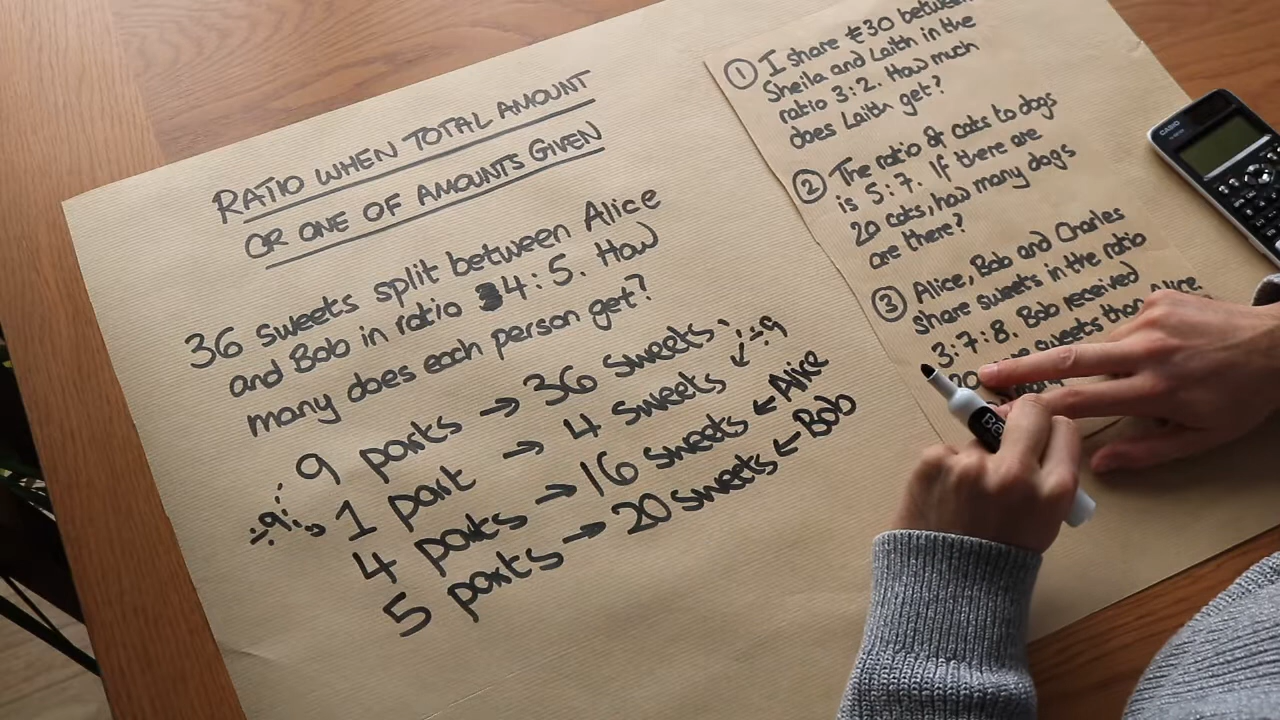 RATIO WHEN TOTAL AMOUNT
OR ONE OF AMOUNTS GIVEN
36 sweets split between Alice
and Bob in ratio 4:5. How
many does each person get?
9 parts → 36 sweets
÷9
÷9
1 part → 4 sweets
4 parts → 16 sweets ← Alice
5 parts → 20 sweets ← Bob
① I share £30 between
Sheila and Laith in the
ratio 3:2. How much
does Laith get?
② The ratio of cats to dogs
is 5:7. If there are
20 cats, how many dogs
are there?
③ Alice, Bob and Charles
share sweets in the ratio
3:7:8. Bob received
20 sweets than Alice.
CASIO
Be